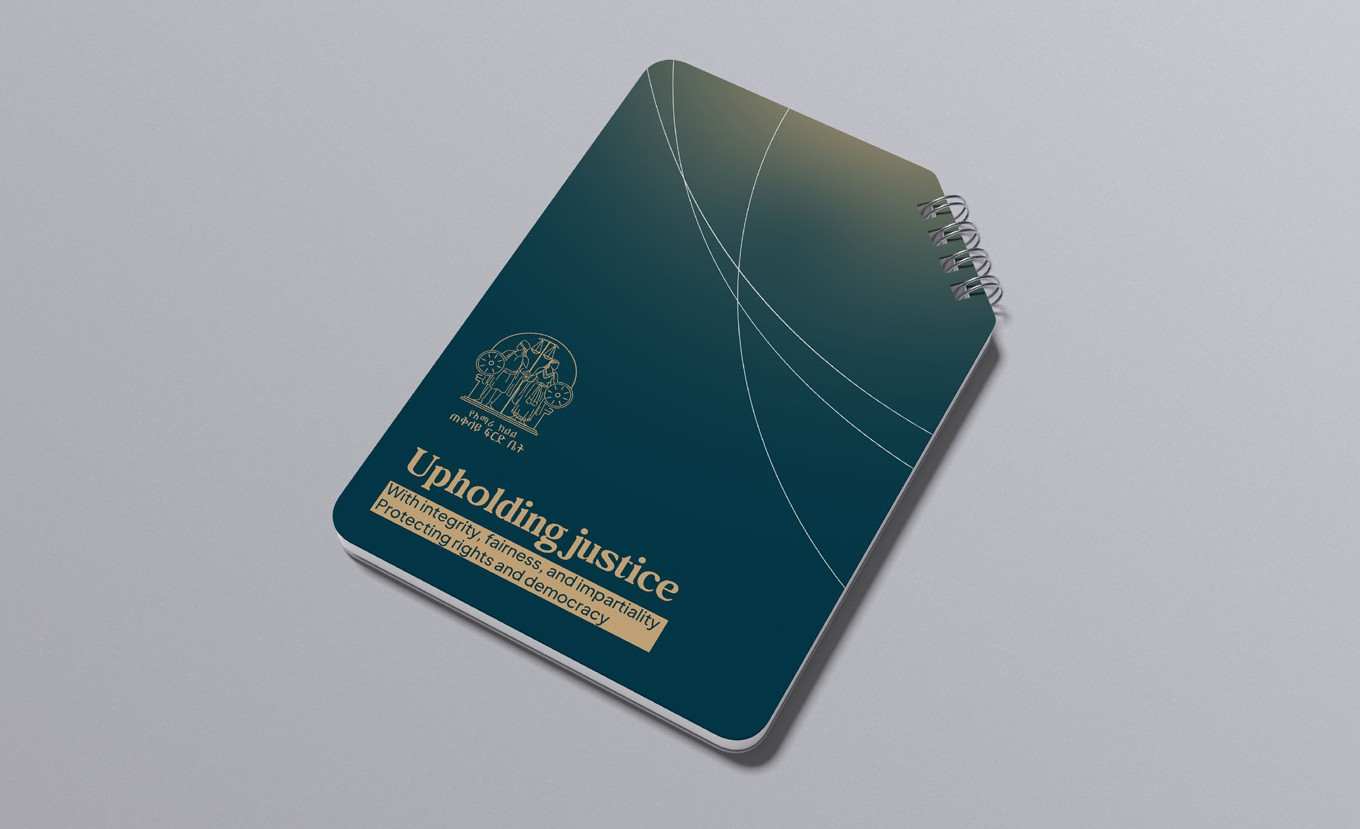 የአማራ ክልል
ጠቅላይ ፍርድ ቤት
Upholding justice
With integrity, fairness, and impartiality
Protecting rights and democracy